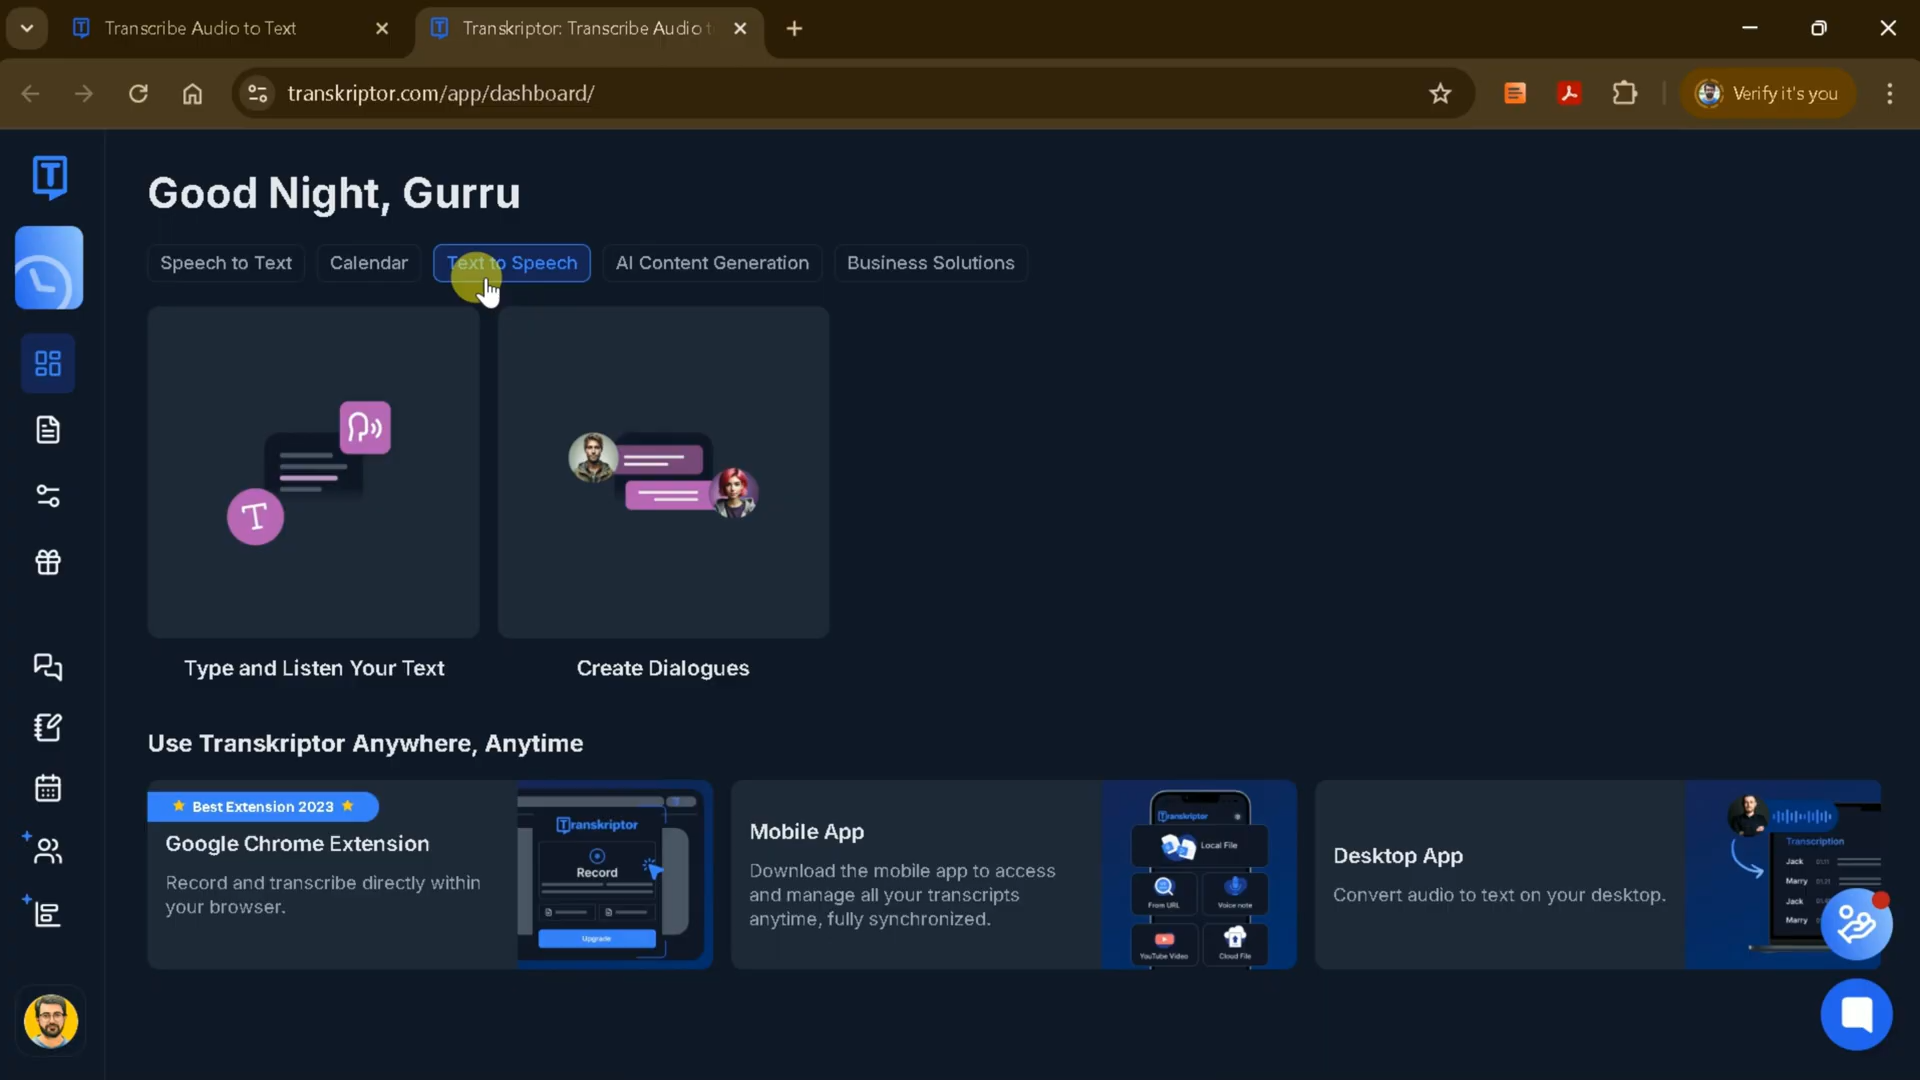 Transcribe Audio to Text
Transkriptor: Transcribe Audio t
transkriptor.com/app/dashboard/
Verify it's you
Good Night, Gurru
Speech to Text
Calendar
Text to Speech
AI Content Generation
Business Solutions
T
Type and Listen Your Text
Create Dialogues
Use Transkriptor Anywhere, Anytime
Best Extension 2023
Google Chrome Extension
Record and transcribe directly within
your browser.
Transkriptor
Record
Upgrade
Mobile App
Download the mobile app to access
and manage all your transcripts
anytime, fully synchronized.
Transkriptor
Local File
From URL
Voice note
YouTube Video
Cloud File
Desktop App
Convert audio to text on your desktop.
Transcription
Jack
Marry
Jack
Marry